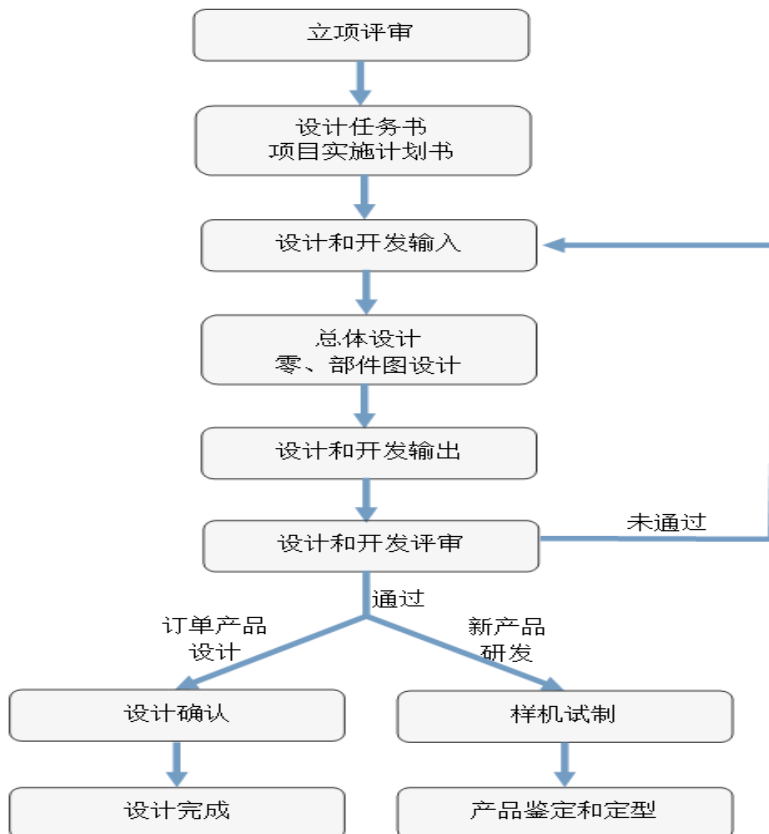 立项评审
设计任务书
项目实施计划书
设计和开发输入
总体设计
零、部件图设计
设计和开发输出
设计和开发评审
未通过
通过
订单产品
设计
新产品
研发
设计确认
样机试制
设计完成
产品鉴定和定型